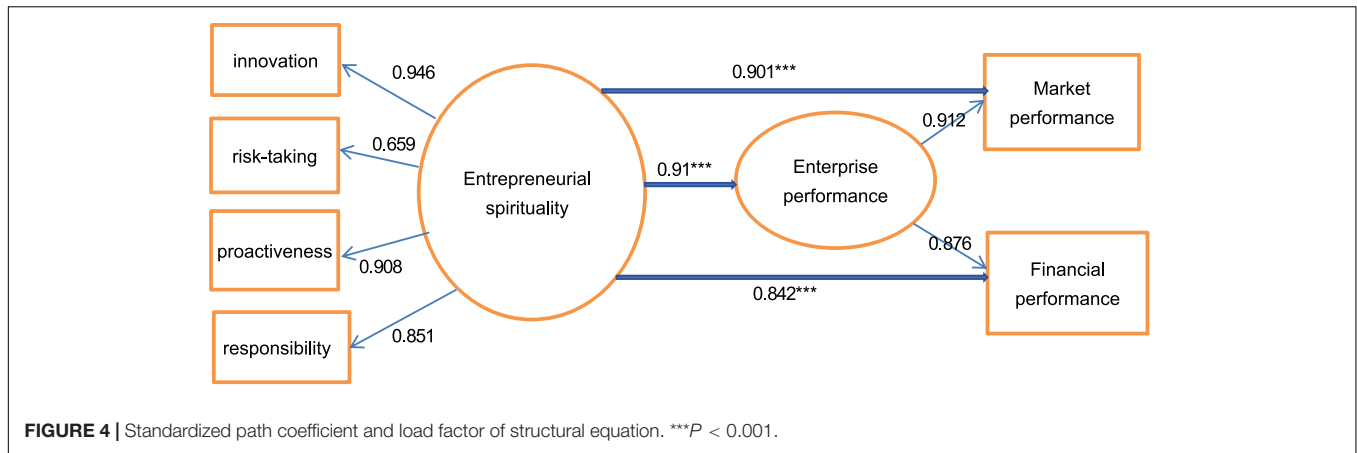 innovation
0.946
risk-taking
0.659
proactiveness
0.908
responsibility
0.851
Entrepreneurial
spirituality
0.901***
0.91***
0.842***
Enterprise
performance
0.912
0.876
Market
performance
Financial
performance
FIGURE 4 | Standardized path coefficient and load factor of structural equation. ***P < 0.001.